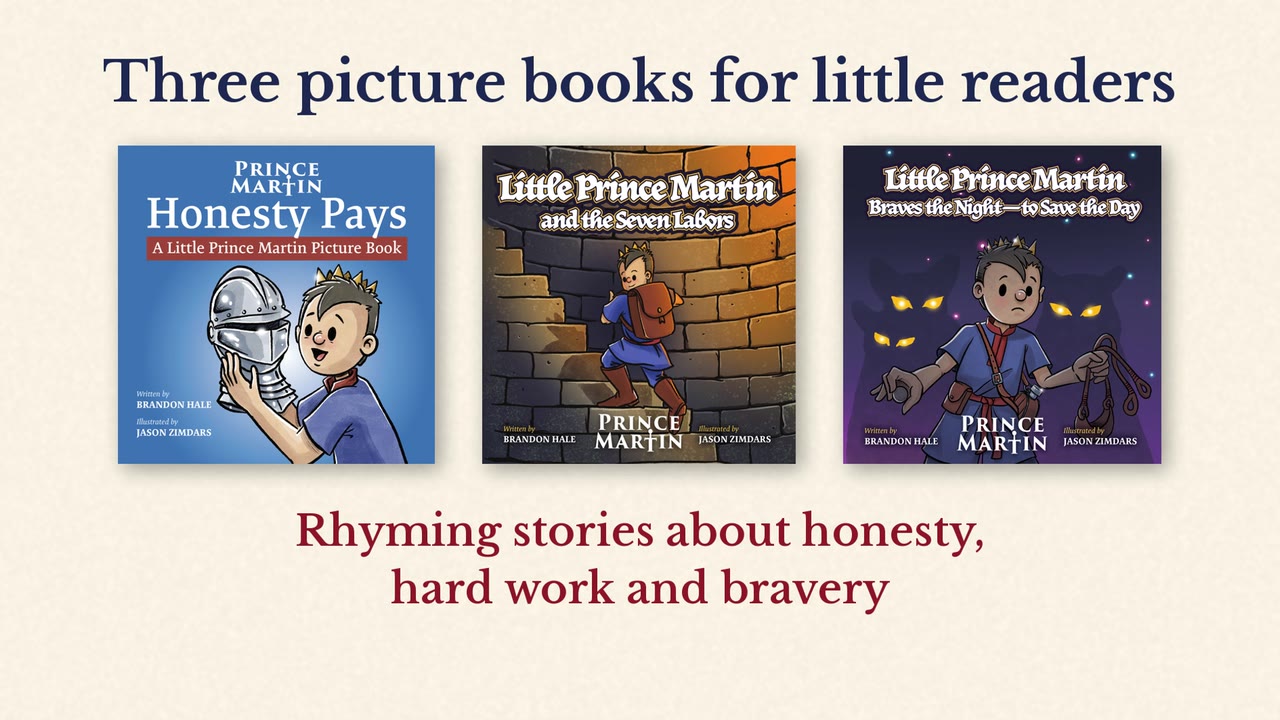 Three picture books for little readers
PRINCE
MARTIN
Honesty Pays
A Little Prince Martin Picture Book
Written by
BRANDON HALE
Illustrated by
JASON ZIMDARS
Little Prince Martin
and the Seven Labors
Written by
BRANDON HALE
PRINCE
MARTIN
Illustrated by
JASON ZIMDARS
Little Prince Martin
Braves the Night—to Save the Day
Written by
BRANDON HALE
PRINCE
MARTIN
Illustrated by
JASON ZIMDARS
Rhyming stories about honesty,
hard work and bravery